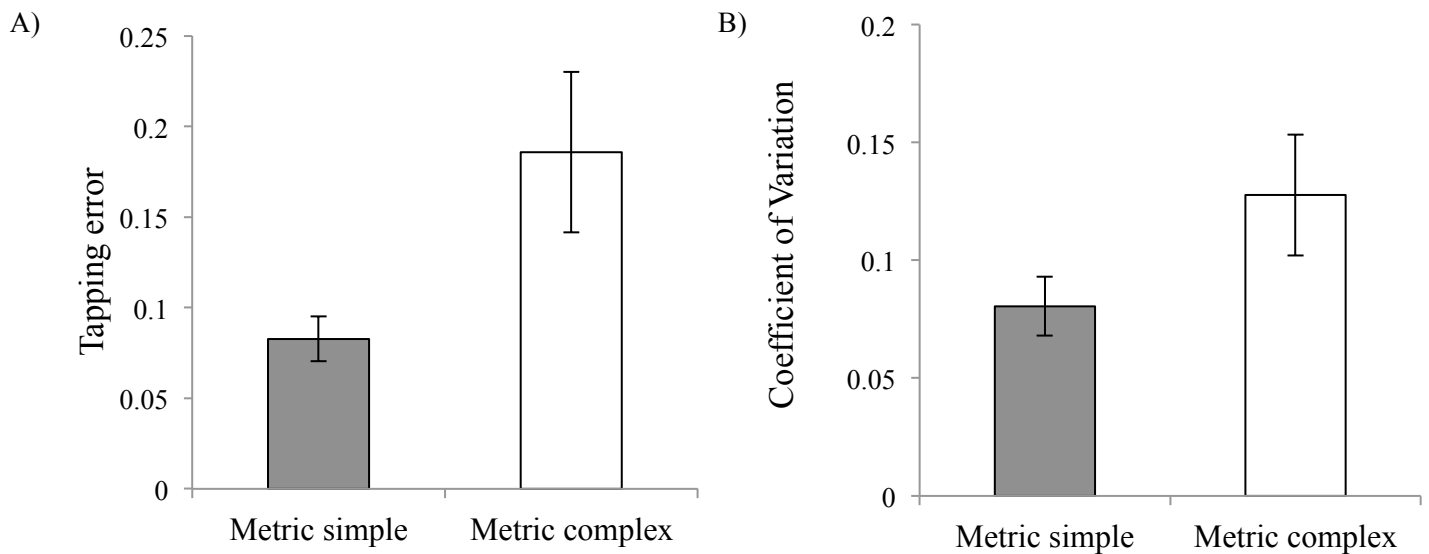 A)
Tapping error
0.25
0.2
0.15
0.1
0.05
0
Metric simple
Metric complex
B)
Coefficient of Variation
0.2
0.15
0.1
0.05
0
Metric simple
Metric complex